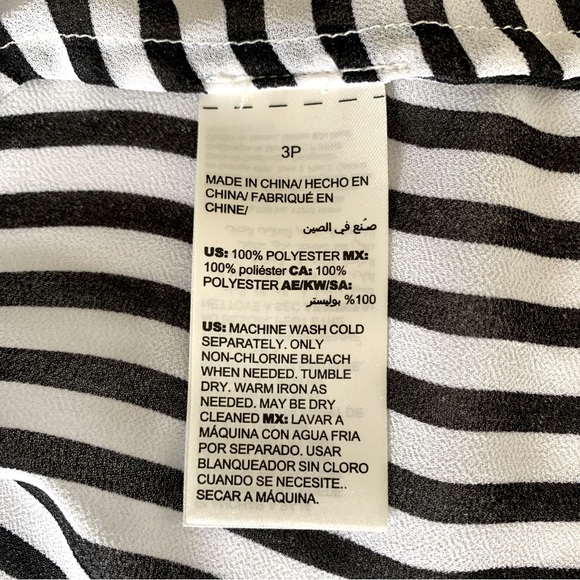 3P
MADE IN CHINA/ HECHO EN
CHINA/ FABRIQUÉ EN
CHINE/
صنع في الصين
US: 100% POLYESTER MX:
100% poliéster CA: 100%
POLYESTER AE/KW/SA:
100% بوليستر
US: MACHINE WASH COLD
SEPARATELY. ONLY
NON-CHLORINE BLEACH
WHEN NEEDED. TUMBLE
DRY. WARM IRON AS
NEEDED. MAY BE DRY
CLEANED MX: LAVAR A
MÁQUINA CON AGUA FRIA
POR SEPARADO. USAR
BLANQUEADOR SIN CLORO
CUANDO SE NECESITE..
SECAR A MÁQUINA.